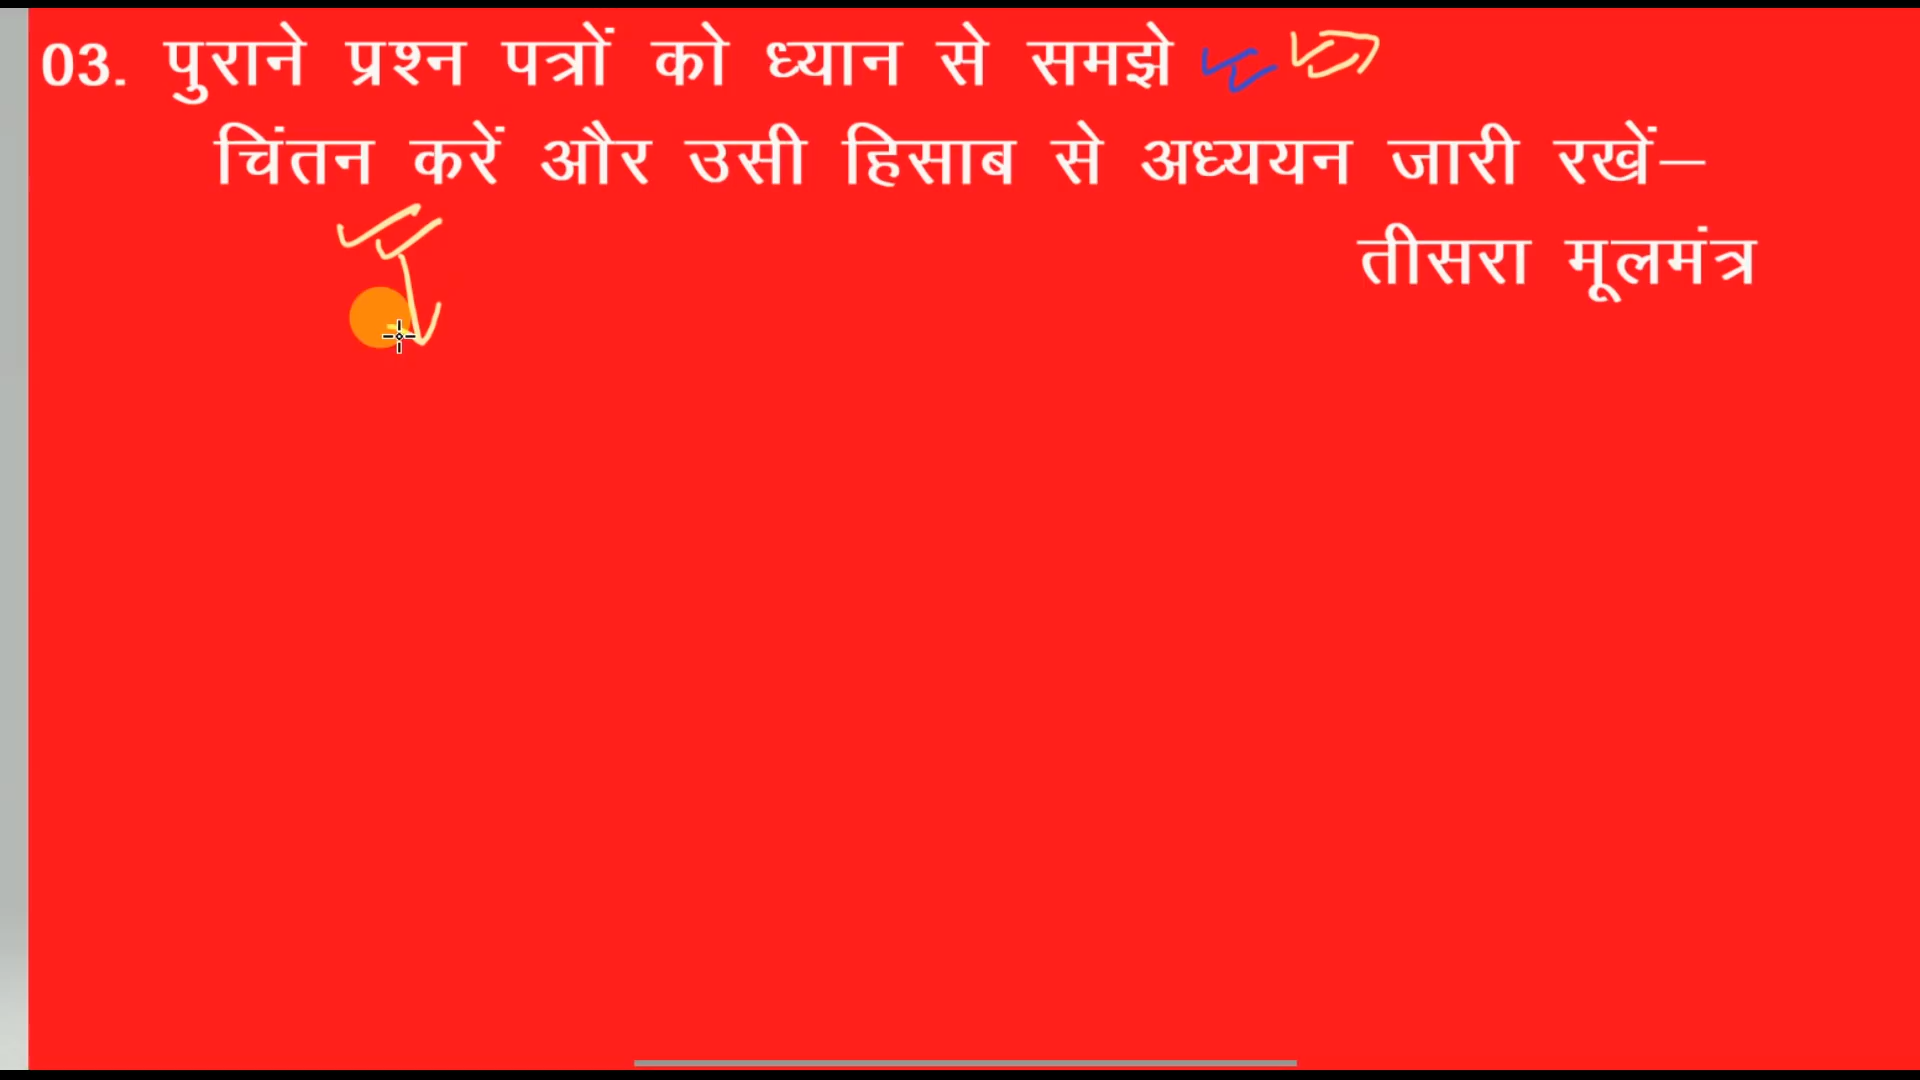 03. पुराने प्रश्न पत्रों को ध्यान से समझे
चिंतन करें और उसी हिसाब से अध्ययन जारी रखें–
तीसरा मूलमंत्र